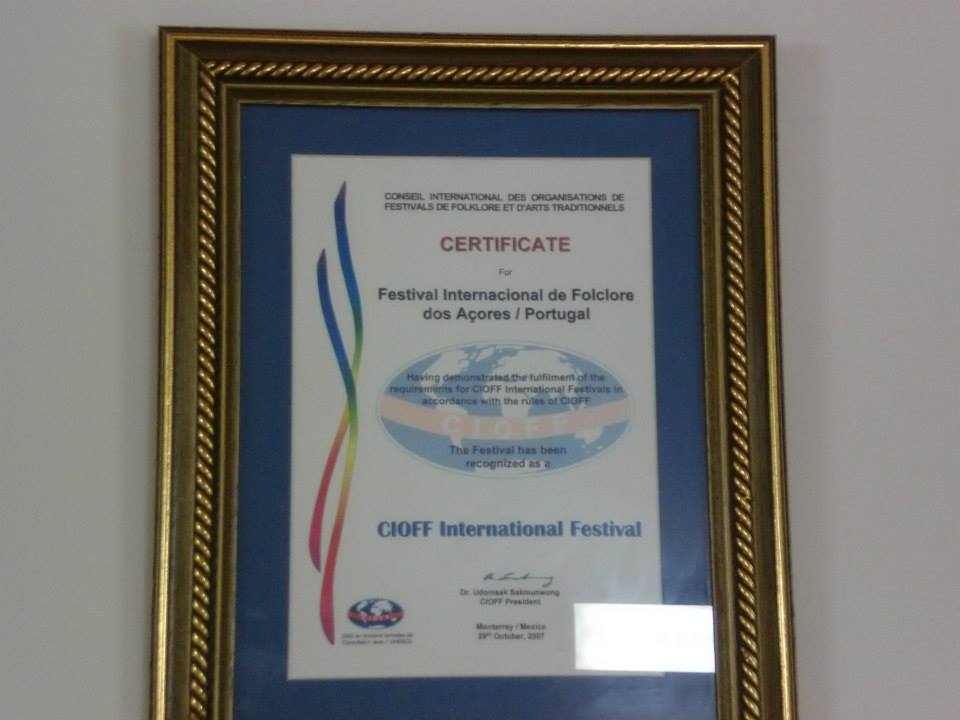 CONSEIL INTERNATIONAL DES ORGANISATIONS DE
FESTIVALS DE FOLKLORE ET D'ARTS TRADITIONNELS
CERTIFICATE
For
Festival Internacional de Folclore
dos Açores / Portugal
Having demonstrated the fulfilment of the
requirements for CIOFF International Festivals in
accordance with the rules of CIOFF
CIOFF
The Festival has been
recognized as a
CIOFF International Festival
Dr. Udomsak Sakmunwong
CIOFF President
Monterrey / Mexico
29th October, 2007